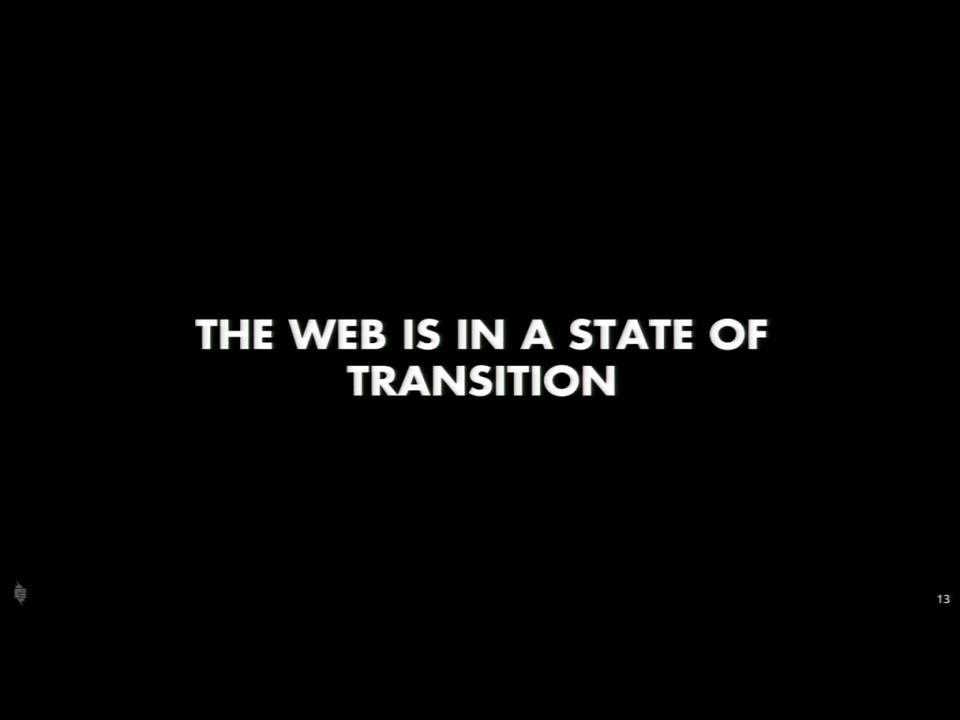 THE WEB IS IN A STATE OF
TRANSITION
13